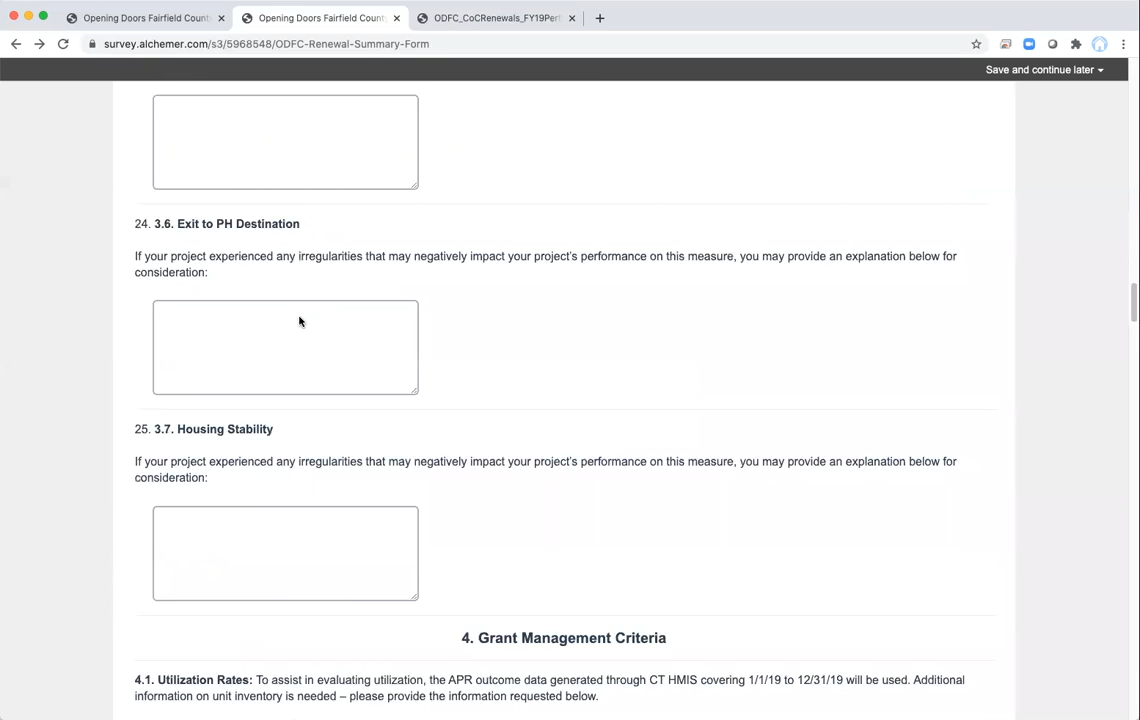 Opening Doors Fairfield Count
Opening Doors Fairfield Count
ODFC_CoCRenewals_FY19Per
survey.alchemer.com/s3/5968548/ODFC-Renewal-Summary-Form
Save and continue later
24. 3.6. Exit to PH Destination
If your project experienced any irregularities that may negatively impact your project's performance on this measure, you may provide an explanation below for
consideration:
25. 3.7. Housing Stability
If your project experienced any irregularities that may negatively impact your project's performance on this measure, you may provide an explanation below for
consideration:
4. Grant Management Criteria
4.1. Utilization Rates: To assist in evaluating utilization, the APR outcome data generated through CT HMIS covering 1/1/19 to 12/31/19 will be used. Additional
information on unit inventory is needed – please provide the information requested below.